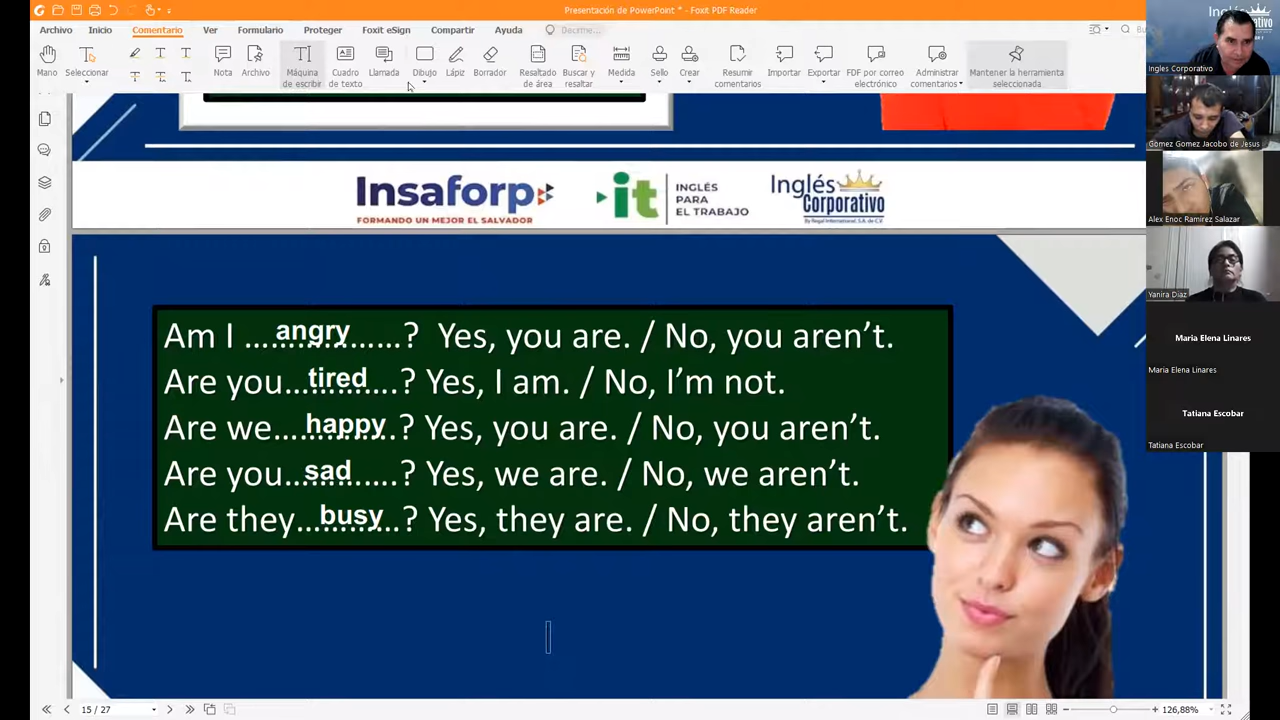 Presentación de PowerPoint * - Foxit PDF Reader
Archivo Inicio Comentario Ver Formulario Proteger Foxit eSign Compartir Ayuda Decirme...
Mano Seleccionar Nota Archivo Máquina de escribir Cuadro de texto Llamada Dibujo Lápiz Borrador Resaltado de área Buscar y resaltar Medida Sello Crear Resumir comentarios Importar Exportar PDF por correo electrónico Administrar comentarios Mantener la herramienta seleccionada
Insaforp
FORMANDO UN MEJOR EL SALVADOR
it INGLÉS PARA EL TRABAJO
Inglés Corporativo
By Regal International, S.A. de C.V.
Am I ...angry...? Yes, you are. / No, you aren’t.
Are you...tired...? Yes, I am. / No, I’m not.
Are we...happy...? Yes, you are. / No, you aren’t.
Are you...sad...? Yes, we are. / No, we aren’t.
Are they...busy...? Yes, they are. / No, they aren’t.
Ingles Corporativo
Gomez Gomez Jacobo de Jesus
Alex Enoc Ramirez Salazar
Yanira Diaz
Maria Elena Linares
Maria Elena Linares
Tatiana Escobar
Tatiana Escobar
15 / 27
126,88%